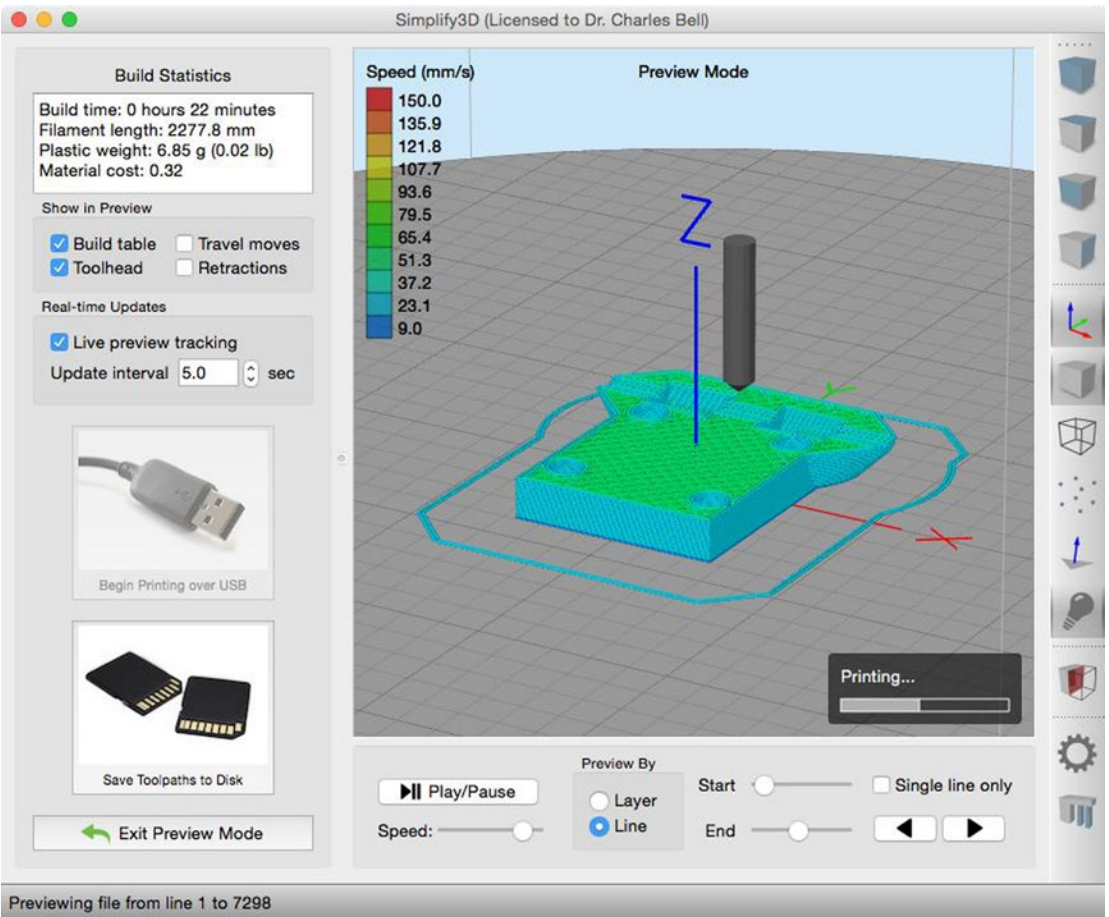 Simplify3D (Licensed to Dr. Charles Bell)
Build Statistics
Build time: 0 hours 22 minutes
Filament length: 2277.8 mm
Plastic weight: 6.85 g (0.02 lb)
Material cost: 0.32
Show in Preview
Build table
Travel moves
Toolhead
Retractions
Real-time Updates
Live preview tracking
Update interval 5.0 sec
Begin Printing over USB
Save Toolpaths to Disk
Exit Preview Mode
Speed (mm/s)
150.0
135.9
121.8
107.7
93.6
79.5
65.4
51.3
37.2
23.1
9.0
Preview Mode
Z
Y
X
Printing...
Play/Pause
Speed:
Preview By
Layer
Line
Start
End
Single line only
Previewing file from line 1 to 7298